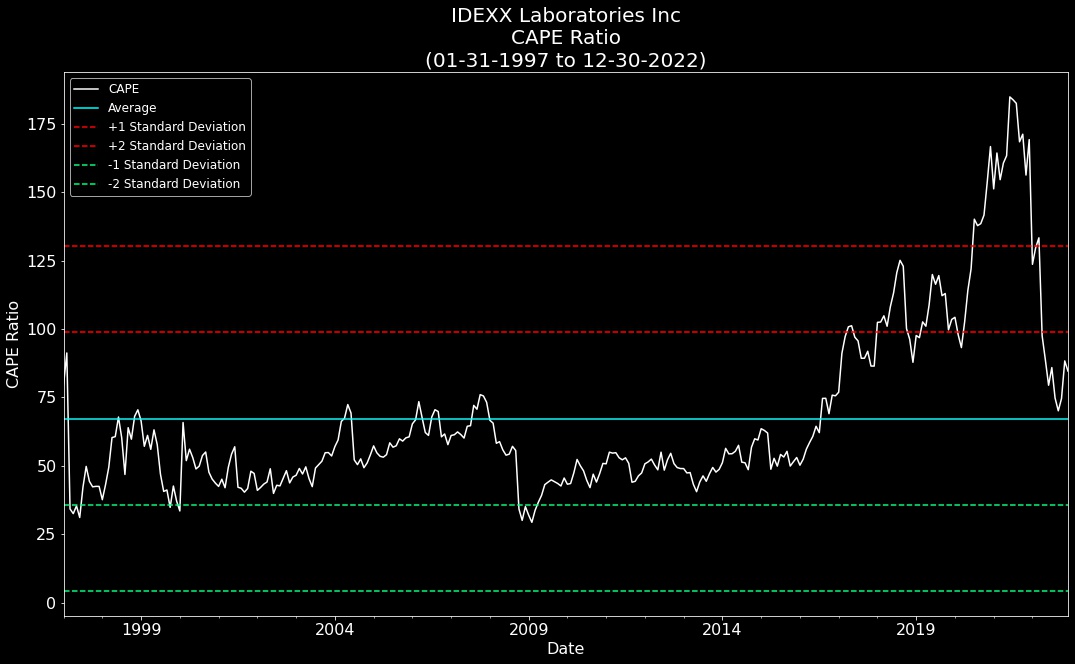 IDEXX Laboratories Inc
CAPE Ratio
(01-31-1997 to 12-30-2022)
CAPE
Average
+1 Standard Deviation
+2 Standard Deviation
-1 Standard Deviation
-2 Standard Deviation
CAPE Ratio
175
150
125
100
75
50
25
0
1999
2004
2009
2014
2019
Date